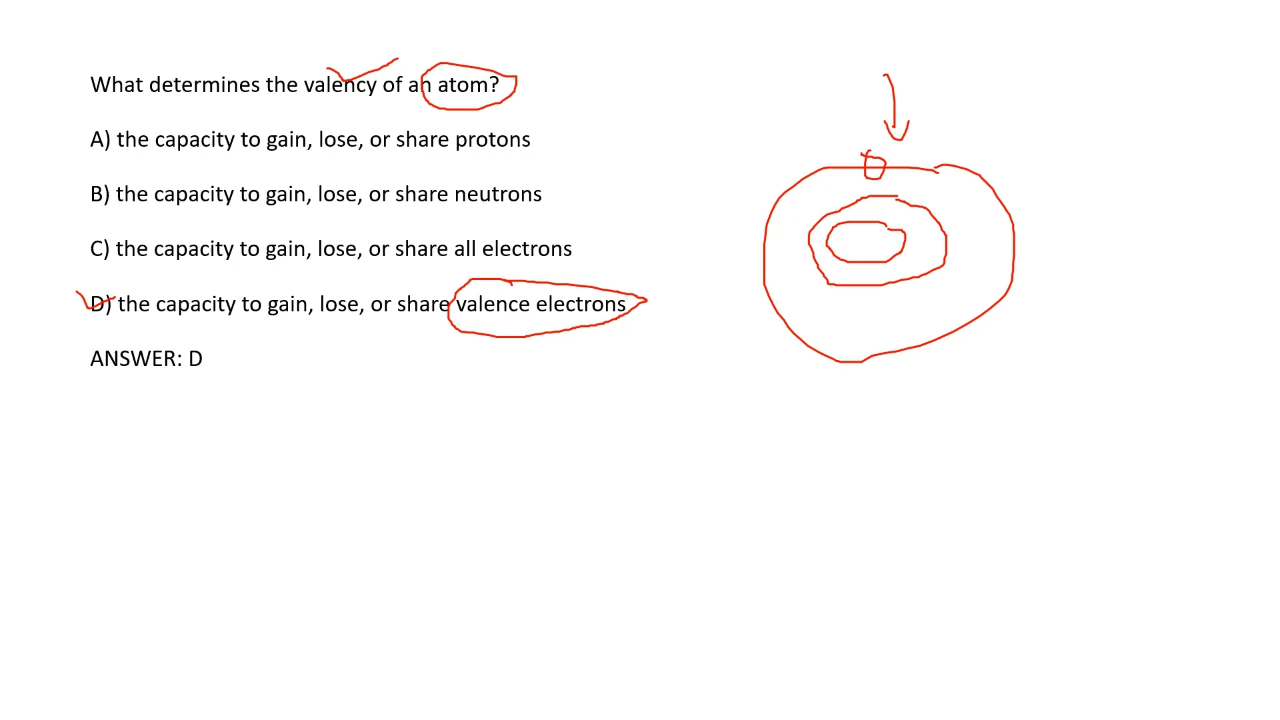 What determines the valency of an atom?
A) the capacity to gain, lose, or share protons
B) the capacity to gain, lose, or share neutrons
C) the capacity to gain, lose, or share all electrons
D) the capacity to gain, lose, or share valence electrons
ANSWER: D